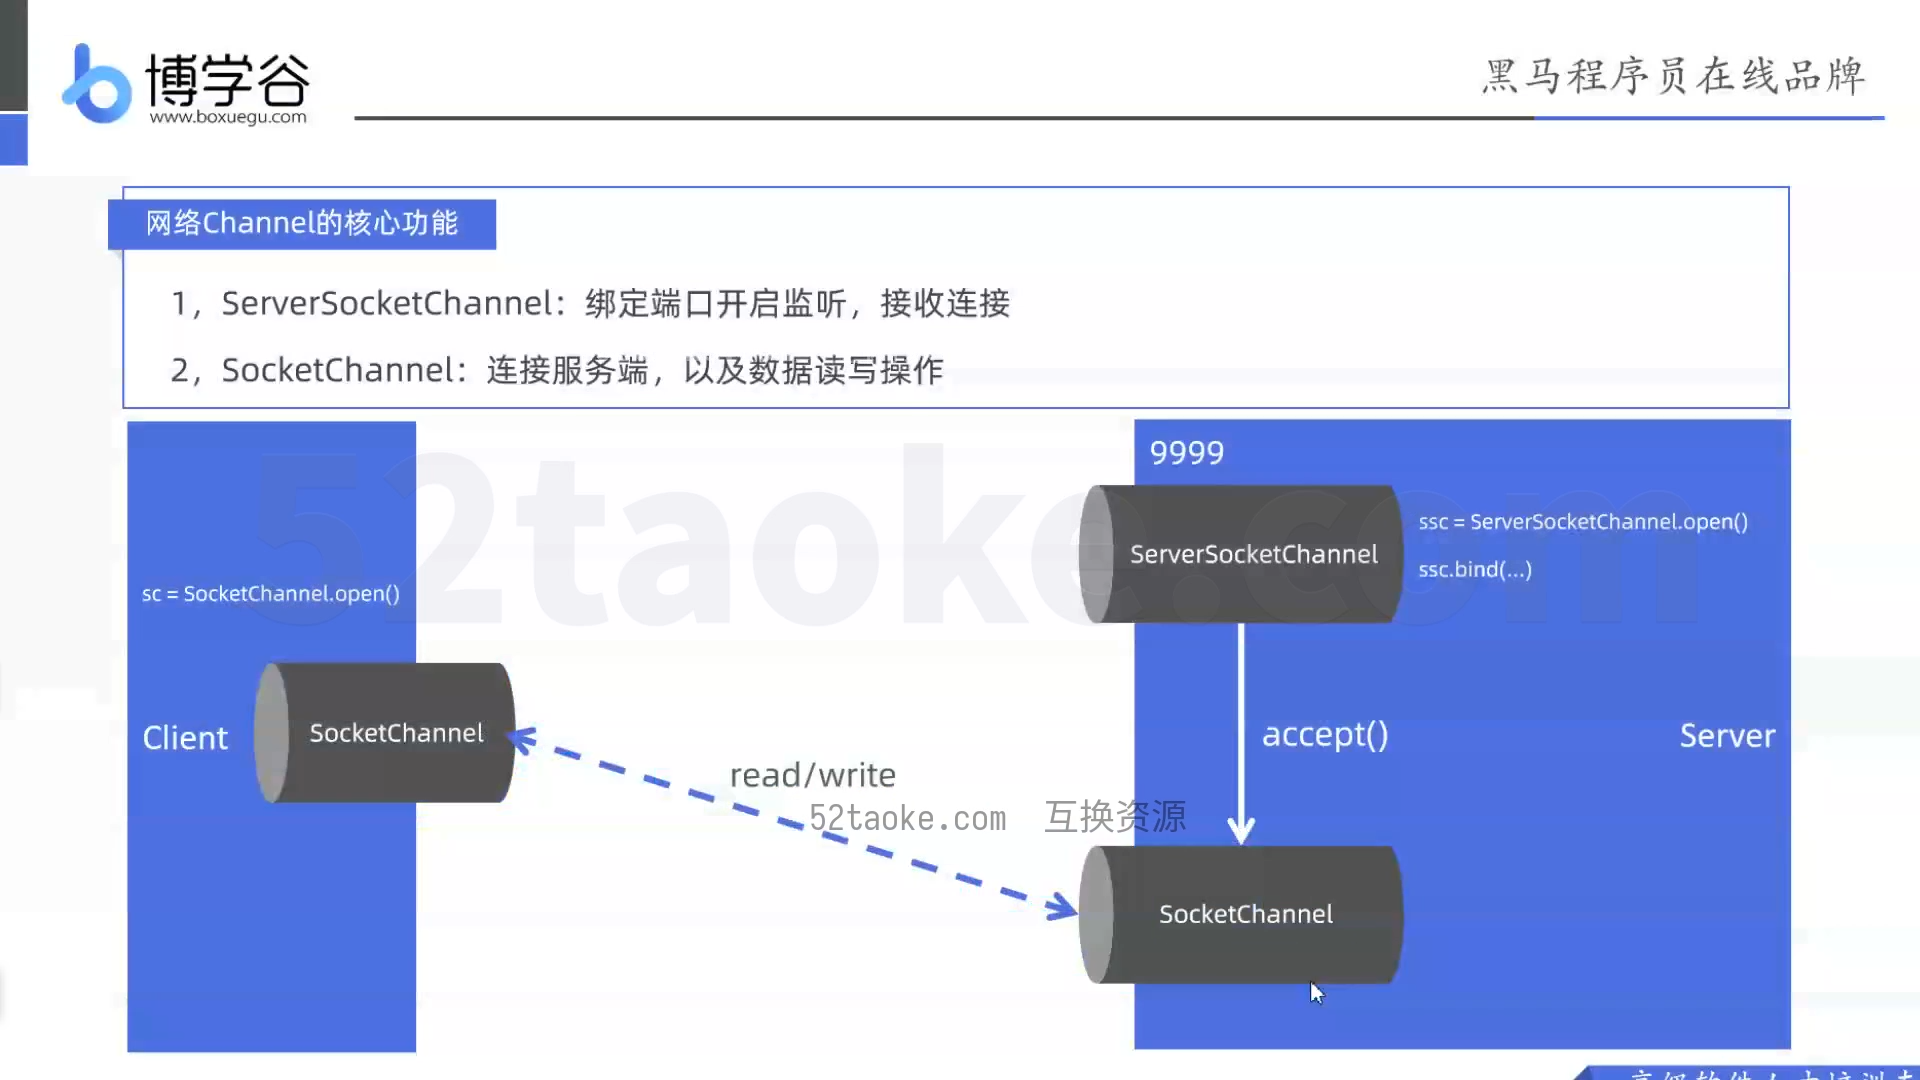 博学谷
www.boxuegu.com
黑马程序员在线品牌
网络Channel的核心功能
1，ServerSocketChannel：绑定端口开启监听，接收连接
2，SocketChannel：连接服务端，以及数据读写操作
52taoke.com
9999
ServerSocketChannel
ssc = ServerSocketChannel.open()
ssc.bind(...)
sc = SocketChannel.open()
Client
SocketChannel
read/write
accept()
Server
52taoke.com 互换资源
SocketChannel